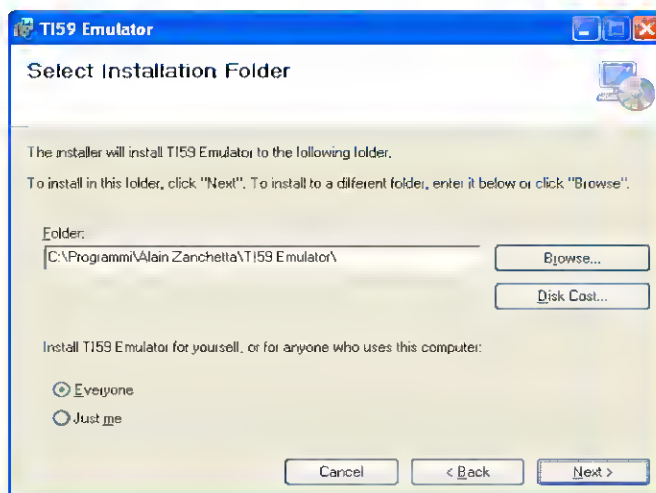 TI59 Emulator
Select Installation Folder
The installer will install TI59 Emulator to the following folder.
To install in this folder, click "Next". To install to a different folder, enter it below or click "Browse".
Folder:
C:\Programmi\Alain Zanchetta\TI59 Emulator\
Browse...
Disk Cost...
Install TI59 Emulator for yourself, or for anyone who uses this computer:
Everyone
Just me
Cancel
< Back
Next >